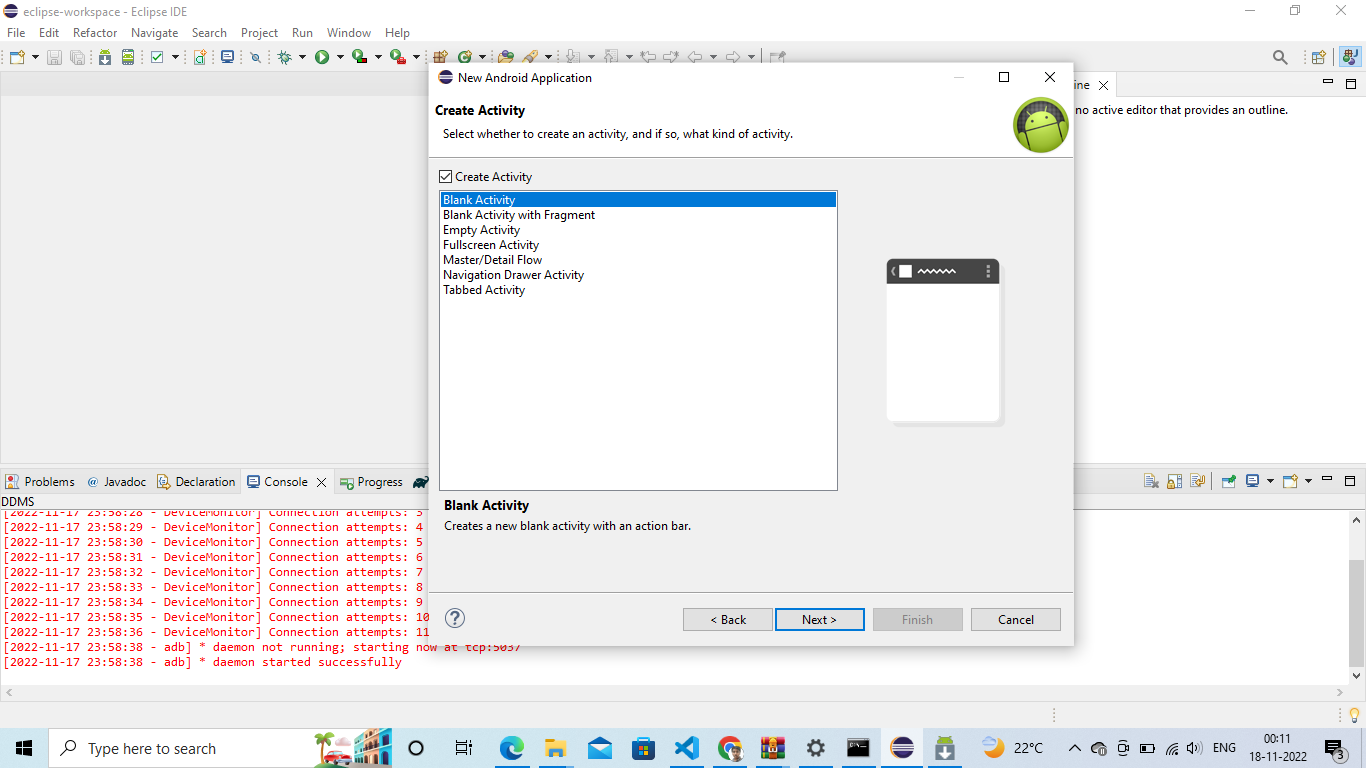 eclipse-workspace - Eclipse IDE
File Edit Refactor Navigate Search Project Run Window Help
New Android Application
ine
Create Activity
Select whether to create an activity, and if so, what kind of activity.
no active editor that provides an outline.
Create Activity
Blank Activity
Blank Activity with Fragment
Empty Activity
Fullscreen Activity
Master/Detail Flow
Navigation Drawer Activity
Tabbed Activity
Blank Activity
Creates a new blank activity with an action bar.
< Back Next > Finish Cancel
Problems @ Javadoc Declaration Console Progress
DDMS
[2022-11-17 23:58:28 - DeviceMonitor] Connection attempts: 3
[2022-11-17 23:58:29 - DeviceMonitor] Connection attempts: 4
[2022-11-17 23:58:30 - DeviceMonitor] Connection attempts: 5
[2022-11-17 23:58:31 - DeviceMonitor] Connection attempts: 6
[2022-11-17 23:58:32 - DeviceMonitor] Connection attempts: 7
[2022-11-17 23:58:33 - DeviceMonitor] Connection attempts: 8
[2022-11-17 23:58:34 - DeviceMonitor] Connection attempts: 9
[2022-11-17 23:58:35 - DeviceMonitor] Connection attempts: 10
[2022-11-17 23:58:36 - DeviceMonitor] Connection attempts: 11
[2022-11-17 23:58:38 - adb] * daemon not running; starting now at tcp:5037
[2022-11-17 23:58:38 - adb] * daemon started successfully
Type here to search
22°C
ENG
00:11
18-11-2022
3